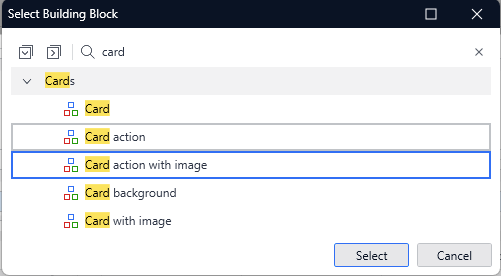 Select Building Block
card
Cards
Card
Card action
Card action with image
Card background
Card with image
Select
Cancel